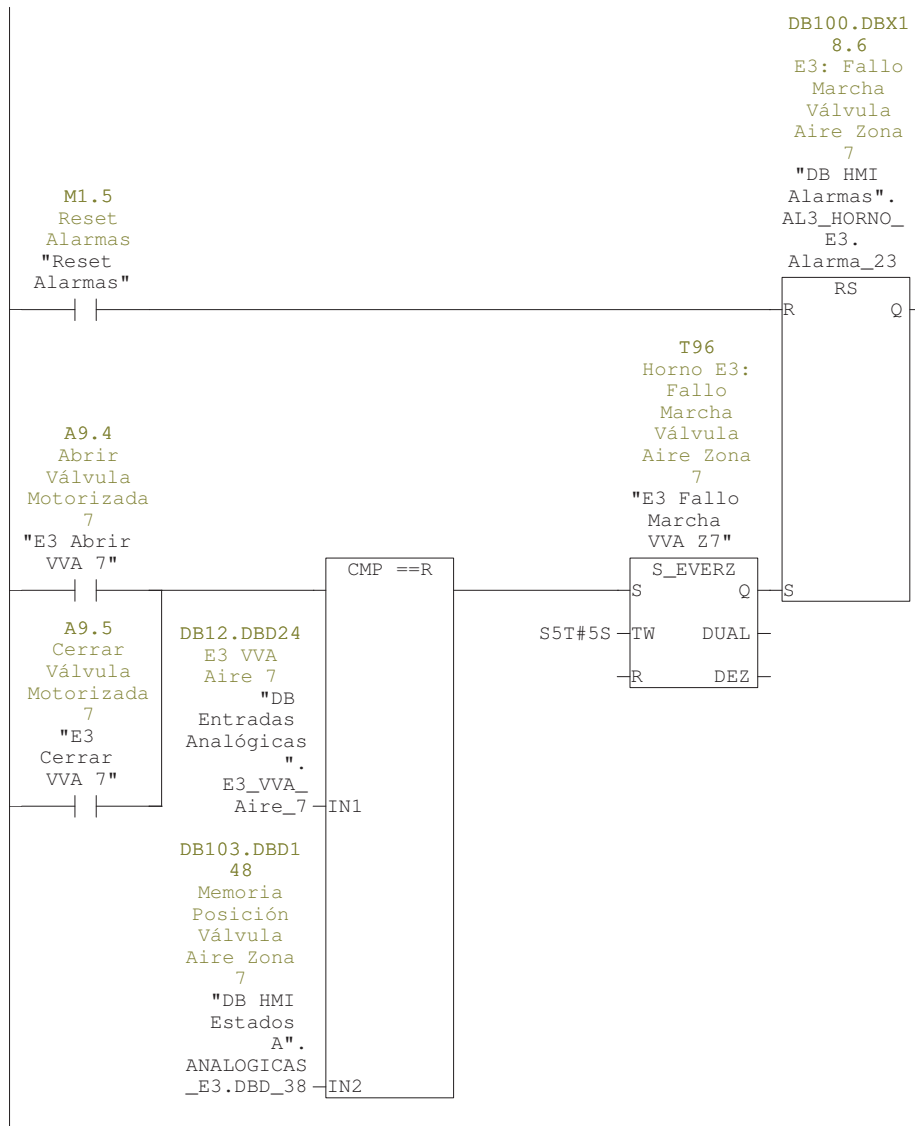 DB100.DBX1
8.6
E3: Fallo
Marcha
Válvula
Aire Zona
7
"DB HMI
Alarmas".
AL3_HORNO_
E3.
Alarma_23
M1.5
Reset
Alarmas
"Reset
Alarmas"
RS
R
Q
T96
Horno E3:
Fallo
Marcha
Válvula
Aire Zona
7
"E3 Fallo
Marcha
VVA Z7"
A9.4
Abrir
Válvula
Motorizada
7
"E3 Abrir
VVA 7"
CMP ==R
S_EVERZ
S
Q
S
S5T#5S
TW
DUAL
R
DEZ
A9.5
Cerrar
Válvula
Motorizada
7
"E3
Cerrar
VVA 7"
DB12.DBD24
E3 VVA
Aire 7
"DB
Entradas
Analógicas
".
E3_VVA_
Aire_7
IN1
DB103.DBD1
48
Memoria
Posición
Válvula
Aire Zona
7
"DB HMI
Estados
A".
ANALOGICAS
_E3.DBD_38
IN2